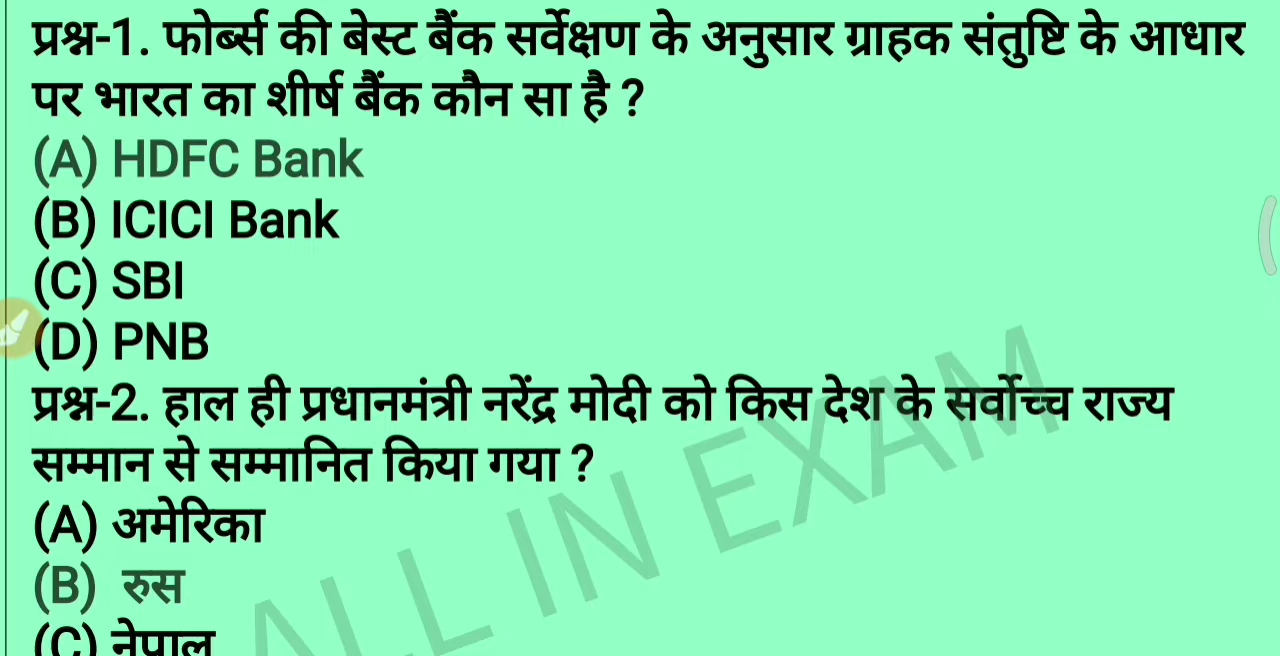 प्रश्न-1. फोर्ब्स की बेस्ट बैंक सर्वेक्षण के अनुसार ग्राहक संतुष्टि के आधार
पर भारत का शीर्ष बैंक कौन सा है ?
(A) HDFC Bank
(B) ICICI Bank
(C) SBI
(D) PNB
प्रश्न-2. हाल ही प्रधानमंत्री नरेंद्र मोदी को किस देश के सर्वोच्च राज्य
सम्मान से सम्मानित किया गया ?
(A) अमेरिका
(B) रुस
(C) नेपाल
ALL IN EXAM